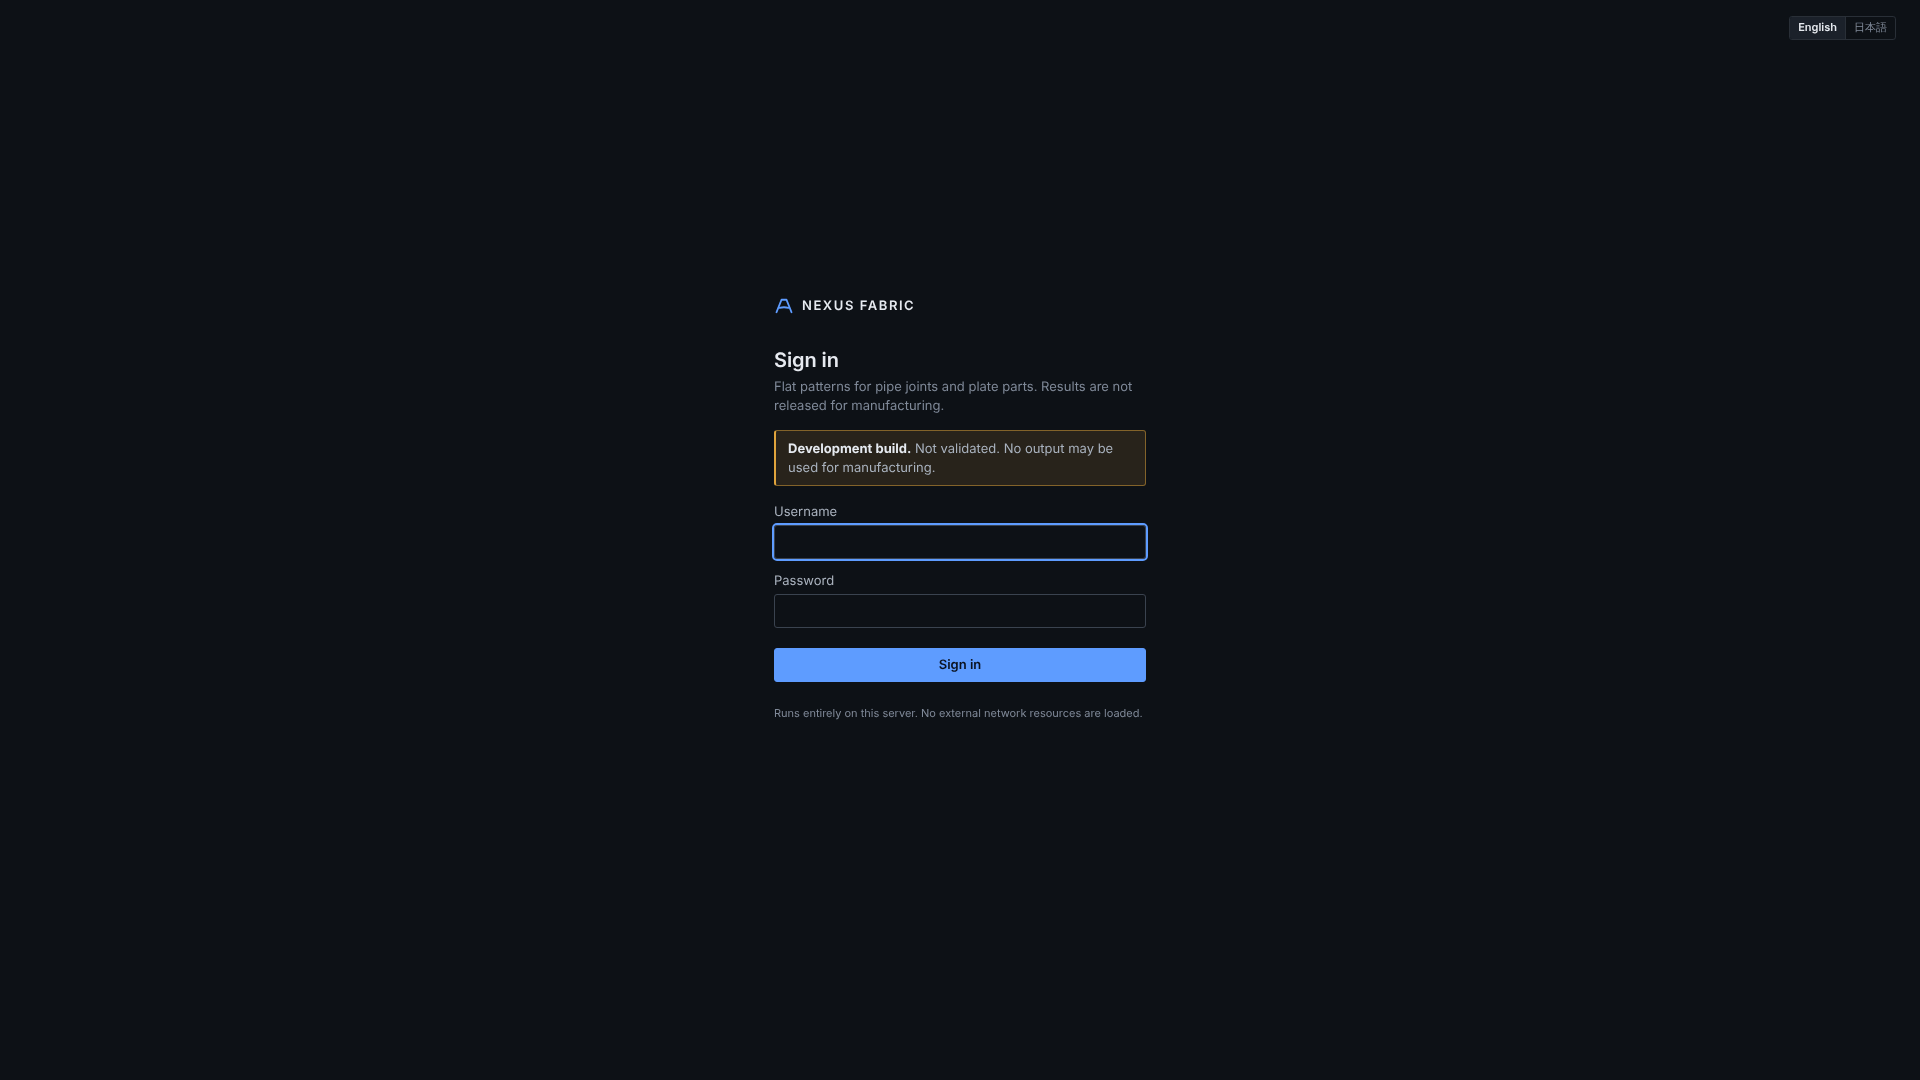 English 日本語
NEXUS FABRIC
Sign in
Flat patterns for pipe joints and plate parts. Results are not
released for manufacturing.
Development build. Not validated. No output may be
used for manufacturing.
Username
Password
Sign in
Runs entirely on this server. No external network resources are loaded.